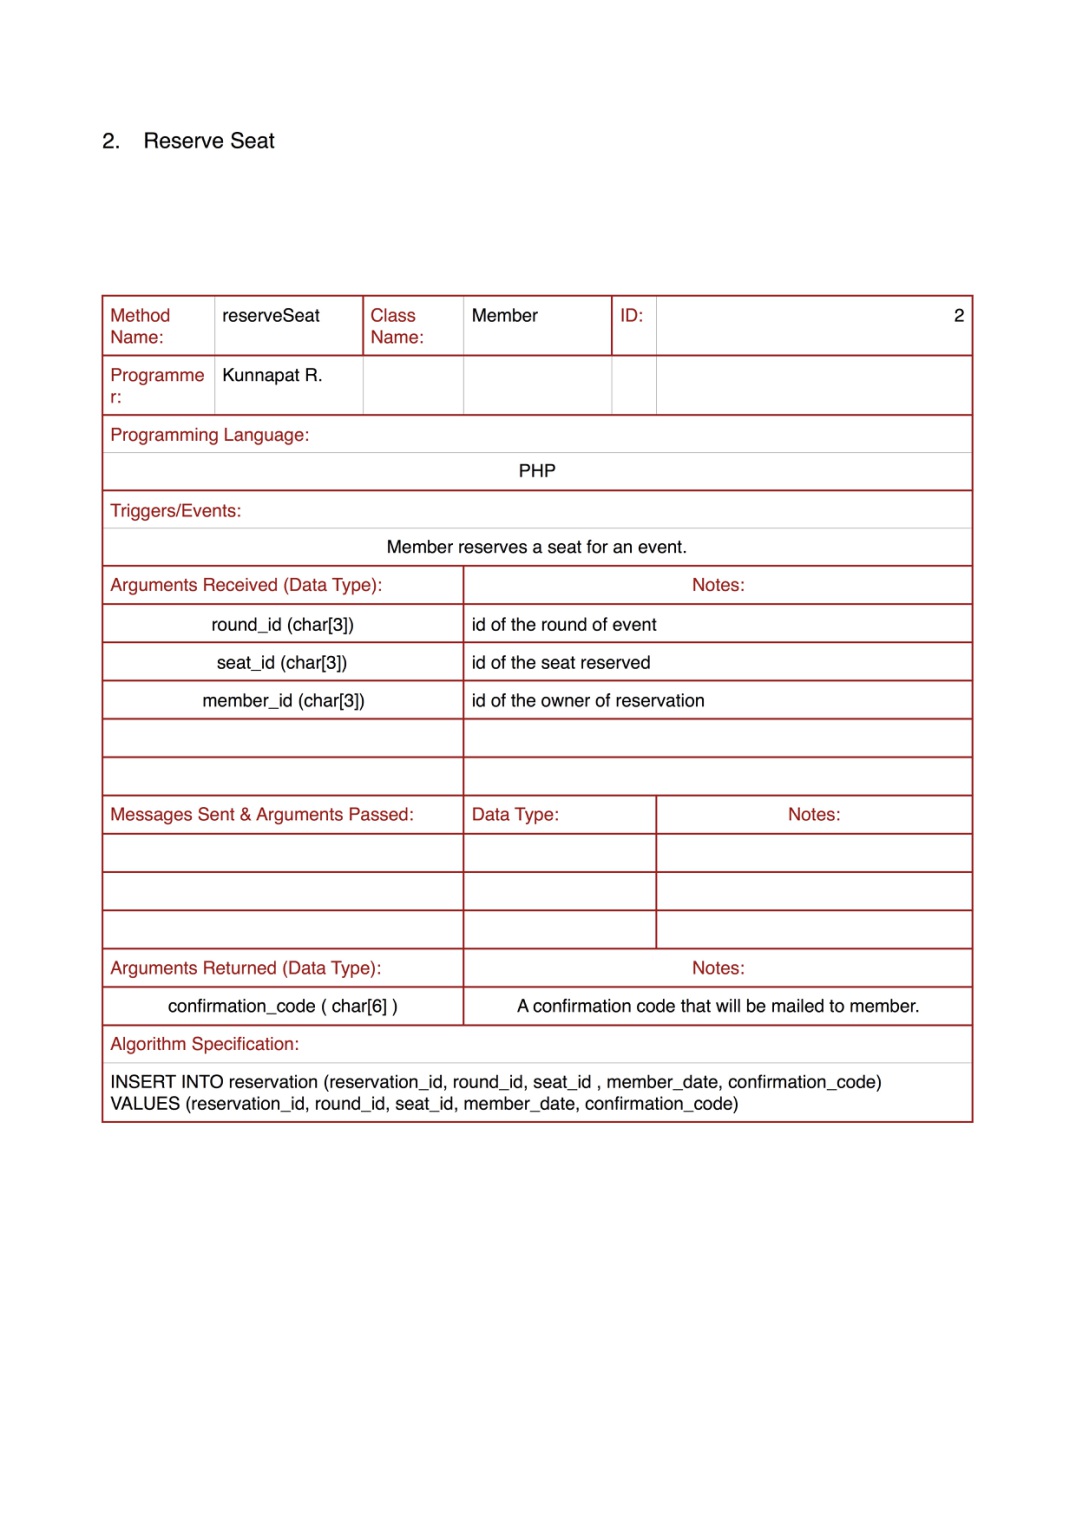 2. Reserve Seat
Method Name: reserveSeat Class Name: Member ID: 2
Programmer: Kunnapat R.
Programming Language:
PHP
Triggers/Events:
Member reserves a seat for an event.
Arguments Received (Data Type): Notes:
round_id (char[3]) id of the round of event
seat_id (char[3]) id of the seat reserved
member_id (char[3]) id of the owner of reservation
Messages Sent & Arguments Passed: Data Type: Notes:
Arguments Returned (Data Type): Notes:
confirmation_code ( char[6] ) A confirmation code that will be mailed to member.
Algorithm Specification:
INSERT INTO reservation (reservation_id, round_id, seat_id , member_date, confirmation_code)
VALUES (reservation_id, round_id, seat_id, member_date, confirmation_code)